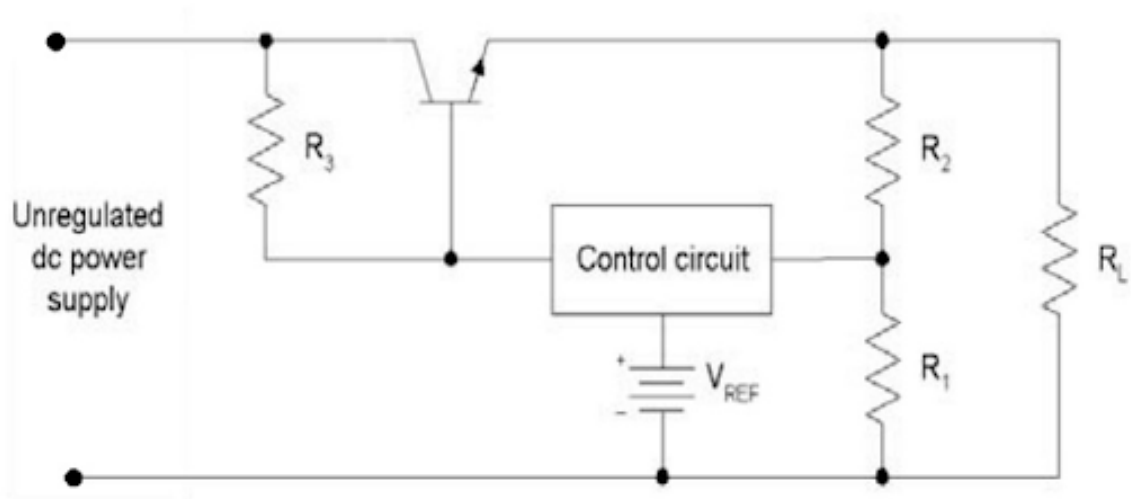 Unregulated
dc power
supply
R3
Control circuit
+
VREF
−
R2
R1
RL